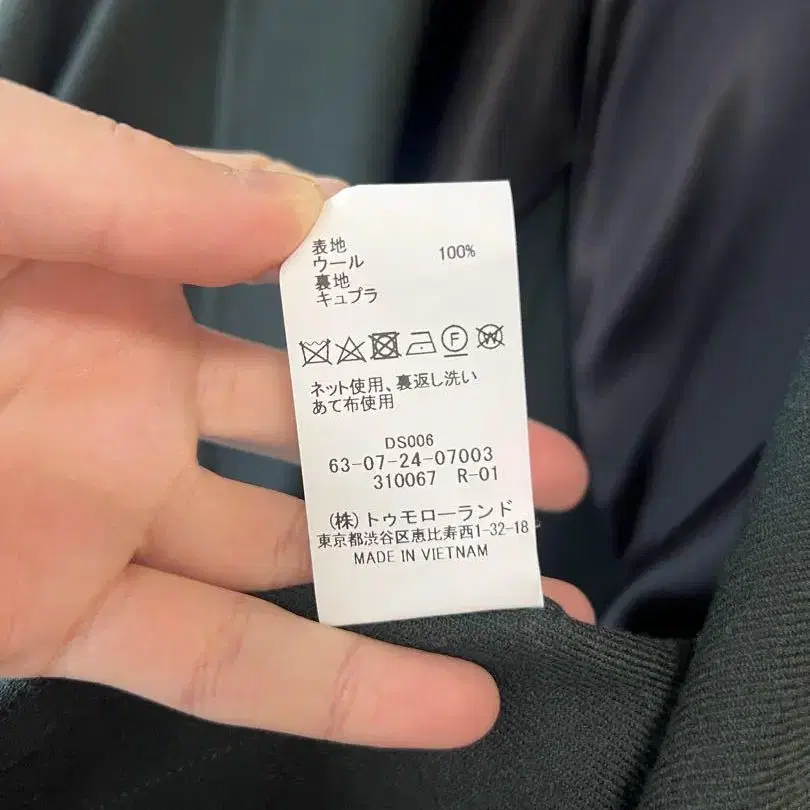 表地
ウール 100%
裏地
キュプラ
F W
ネット使用、裏返し洗い
あて布使用
DS006
63-07-24-07003
310067 R-01
(株)トゥモローランド
東京都渋谷区恵比寿西1-32-18
MADE IN VIETNAM